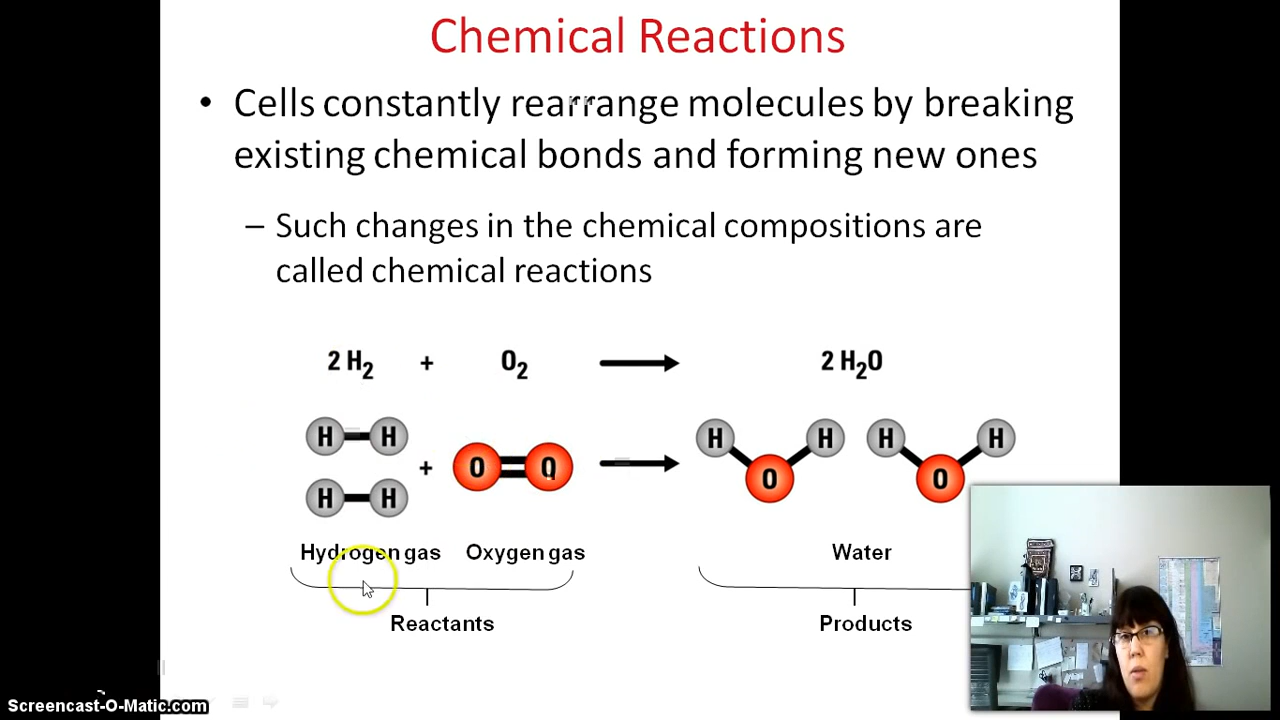 Chemical Reactions
• Cells constantly rearrange molecules by breaking
existing chemical bonds and forming new ones
– Such changes in the chemical compositions are
called chemical reactions
2 H₂ + O₂ → 2 H₂O
H H H H H H
+ O O → O O
H H
Hydrogen gas Oxygen gas Water
Reactants Products
Screencast-O-Matic.com